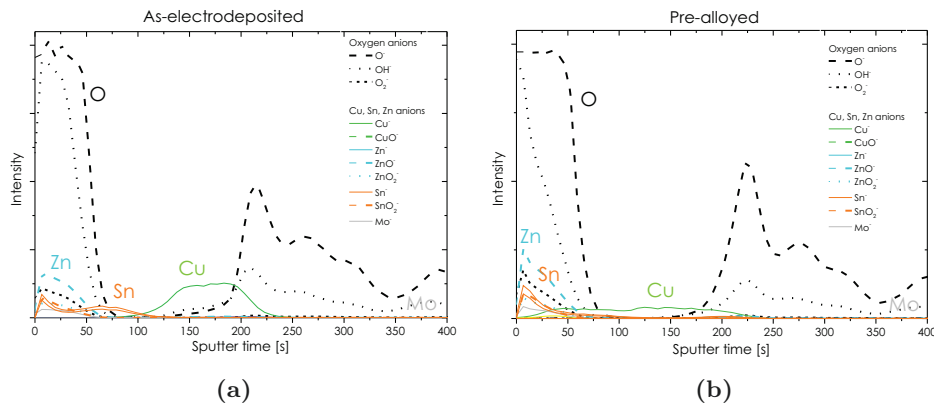 As-electrodeposited
Intensity
Oxygen anions
O⁻
OH⁻
O₂⁻
Cu, Sn, Zn anions
Cu⁻
CuO⁻
Zn⁻
ZnO⁻
ZnO₂⁻
Sn⁻
SnO₂⁻
Mo⁻
O
Zn
Sn
Cu
Mo
0 50 100 150 200 250 300 350 400
Sputter time [s]
(a)
Pre-alloyed
Intensity
Oxygen anions
O⁻
OH⁻
O₂⁻
Cu, Sn, Zn anions
Cu⁻
CuO⁻
Zn⁻
ZnO⁻
ZnO₂⁻
Sn⁻
SnO₂⁻
Mo⁻
O
Zn
Sn
Cu
Mo
0 50 100 150 200 250 300 350 400
Sputter time [s]
(b)